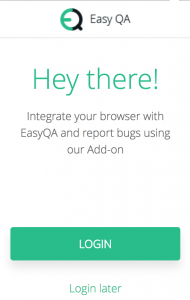 Easy QA
Hey there!
Integrate your browser with
EasyQA and report bugs using
our Add-on
LOGIN
Login later